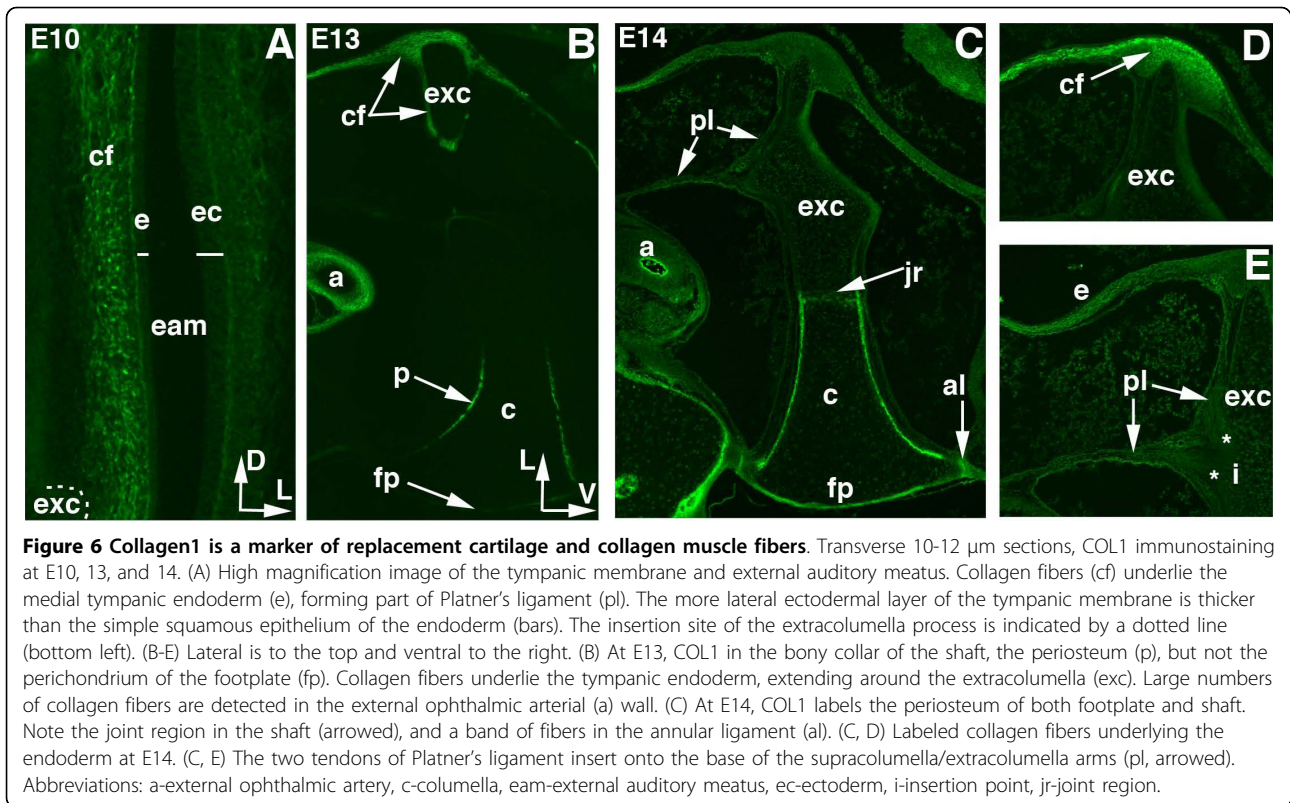 E10 A
cf
e
ec
eam
D
L
exc
E13 B
cf
exc
a
p
c
fp
L
V
E14 C
pl
exc
a
jr
c
al
fp
D
cf
exc
E
e
pl
exc
*
* i
Figure 6 Collagen1 is a marker of replacement cartilage and collagen muscle fibers. Transverse 10-12 μm sections, COL1 immunostaining
at E10, 13, and 14. (A) High magnification image of the tympanic membrane and external auditory meatus. Collagen fibers (cf) underlie the
medial tympanic endoderm (e), forming part of Platner's ligament (pl). The more lateral ectodermal layer of the tympanic membrane is thicker
than the simple squamous epithelium of the endoderm (bars). The insertion site of the extracolumella process is indicated by a dotted line
(bottom left). (B-E) Lateral is to the top and ventral to the right. (B) At E13, COL1 in the bony collar of the shaft, the periosteum (p), but not the
perichondrium of the footplate (fp). Collagen fibers underlie the tympanic endoderm, extending around the extracolumella (exc). Large numbers
of collagen fibers are detected in the external ophthalmic arterial (a) wall. (C) At E14, COL1 labels the periosteum of both footplate and shaft.
Note the joint region in the shaft (arrowed), and a band of fibers in the annular ligament (al). (C, D) Labeled collagen fibers underlying the
endoderm at E14. (C, E) The two tendons of Platner's ligament insert onto the base of the supracolumella/extracolumella arms (pl, arrowed).
Abbreviations: a-external ophthalmic artery, c-columella, eam-external auditory meatus, ec-ectoderm, i-insertion point, jr-joint region.